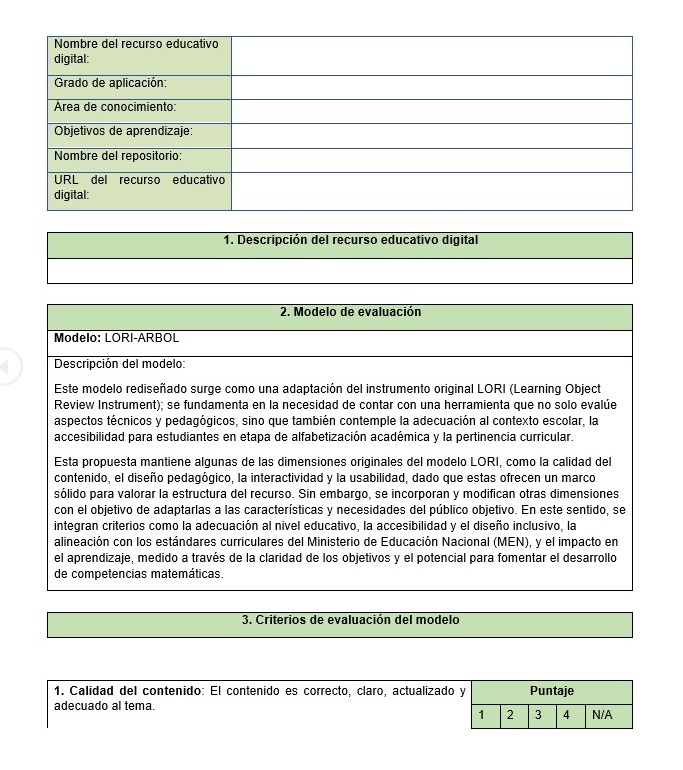 Nombre del recurso educativo
digital:
Grado de aplicación:
Área de conocimiento:
Objetivos de aprendizaje:
Nombre del repositorio:
URL del recurso educativo
digital:
1. Descripción del recurso educativo digital
2. Modelo de evaluación
Modelo: LORI-ARBOL
Descripción del modelo:
Este modelo rediseñado surge como una adaptación del instrumento original LORI (Learning Object
Review Instrument); se fundamenta en la necesidad de contar con una herramienta que no solo evalúe
aspectos técnicos y pedagógicos, sino que también contemple la adecuación al contexto escolar, la
accesibilidad para estudiantes en etapa de alfabetización académica y la pertinencia curricular.
Esta propuesta mantiene algunas de las dimensiones originales del modelo LORI, como la calidad del
contenido, el diseño pedagógico, la interactividad y la usabilidad, dado que estas ofrecen un marco
sólido para valorar la estructura del recurso. Sin embargo, se incorporan y modifican otras dimensiones
con el objetivo de adaptarlas a las características y necesidades del público objetivo. En este sentido, se
integran criterios como la adecuación al nivel educativo, la accesibilidad y el diseño inclusivo, la
alineación con los estándares curriculares del Ministerio de Educación Nacional (MEN), y el impacto en
el aprendizaje, medido a través de la claridad de los objetivos y el potencial para fomentar el desarrollo
de competencias matemáticas.
3. Criterios de evaluación del modelo
1. Calidad del contenido: El contenido es correcto, claro, actualizado y
adecuado al tema.
Puntaje
1 2 3 4 N/A